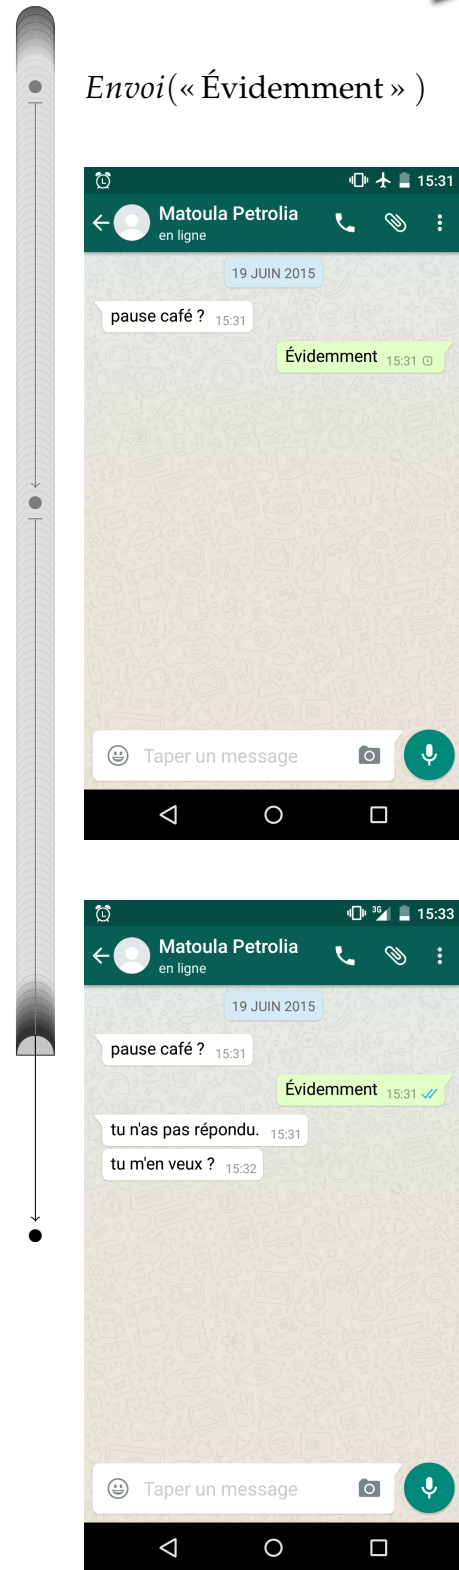 Envoi(« Évidemment » )
15:31
Matoula Petrolia
en ligne
19 JUIN 2015
pause café ? 15:31
Évidemment 15:31
Taper un message
3G 15:33
Matoula Petrolia
en ligne
19 JUIN 2015
pause café ? 15:31
Évidemment 15:31
tu n'as pas répondu. 15:31
tu m'en veux ? 15:32
Taper un message